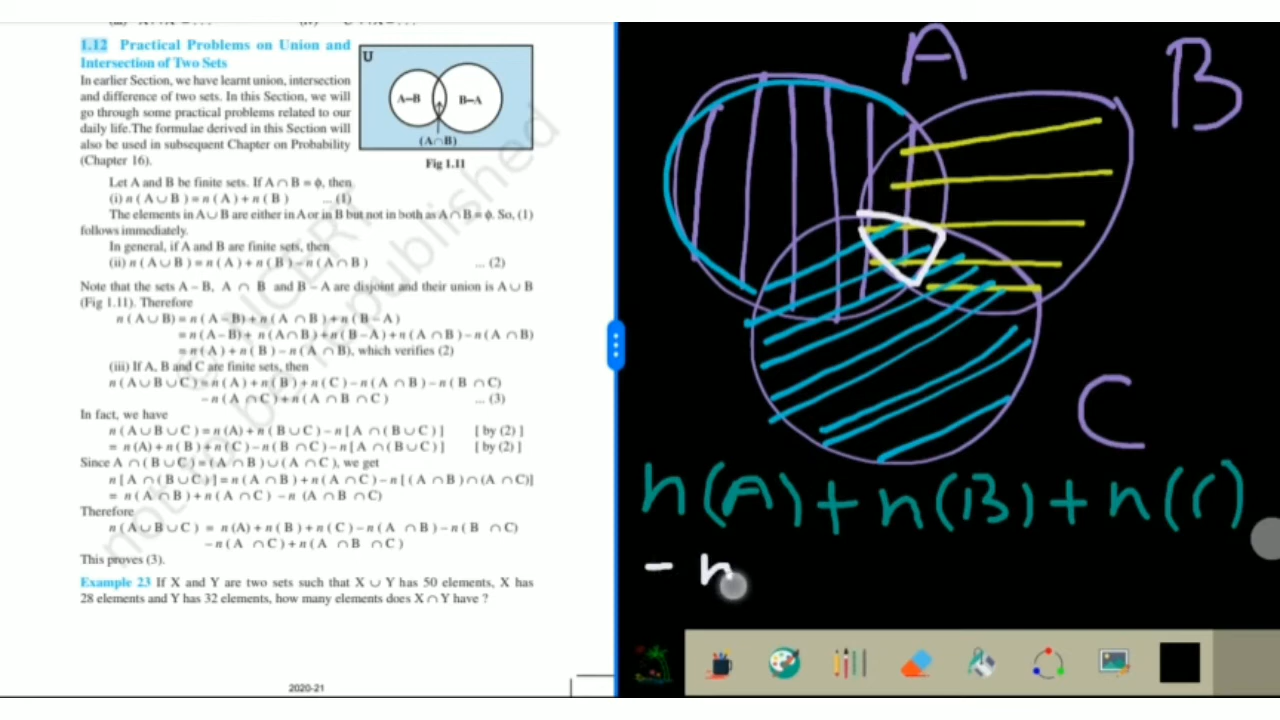 1.12 Practical Problems on Union and
Intersection of Two Sets
In earlier Section, we have learnt union, intersection
and difference of two sets. In this Section, we will
go through some practical problems related to our
daily life.The formulae derived in this Section will
also be used in subsequent Chapter on Probability
(Chapter 16).
U
A–B
B–A
(A∩B)
Fig 1.11
Let A and B be finite sets. If A ∩ B = φ, then
(i) n ( A ∪ B ) = n ( A ) + n ( B ) ... (1)
The elements in A ∪ B are either in A or in B but not in both as A ∩ B = φ. So, (1)
follows immediately.
In general, if A and B are finite sets, then
(ii) n ( A ∪ B ) = n ( A ) + n ( B ) – n ( A ∩ B ) ... (2)
Note that the sets A – B, A ∩ B and B – A are disjoint and their union is A ∪ B
(Fig 1.11). Therefore
n ( A ∪ B) = n ( A – B) + n ( A ∩ B ) + n ( B – A )
= n ( A – B) + n ( A ∩ B ) + n ( B – A ) + n ( A ∩ B ) – n ( A ∩ B)
= n ( A ) + n ( B ) – n ( A ∩ B ), which verifies (2)
(iii) If A, B and C are finite sets, then
n ( A ∪ B ∪ C ) = n ( A ) + n ( B ) + n ( C ) – n ( A ∩ B ) – n ( B ∩ C)
– n ( A ∩ C ) + n ( A ∩ B ∩ C ) ... (3)
In fact, we have
n ( A ∪ B ∪ C ) = n (A) + n ( B ∪ C ) – n [ A ∩ ( B ∪ C ) ] [ by (2) ]
= n (A) + n ( B ) + n ( C ) – n ( B ∩ C ) – n [ A ∩ ( B ∪ C ) ] [ by (2) ]
Since A ∩ ( B ∪ C ) = ( A ∩ B ) ∪ ( A ∩ C ), we get
n [ A ∩ ( B ∪ C ) ] = n ( A ∩ B ) + n ( A ∩ C ) – n [ ( A ∩ B ) ∩ (A ∩ C)]
= n ( A ∩ B ) + n ( A ∩ C ) – n (A ∩ B ∩ C)
Therefore
n ( A ∪ B ∪ C ) = n (A) + n ( B ) + n ( C ) – n ( A ∩ B ) – n ( B ∩ C)
– n ( A ∩ C ) + n ( A ∩ B ∩ C )
This proves (3).
Example 23 If X and Y are two sets such that X ∪ Y has 50 elements, X has
28 elements and Y has 32 elements, how many elements does X ∩ Y have ?
2020-21
not to be republished
© NCERT
A
B
C
n(A) + n(B) + n(C)
- n